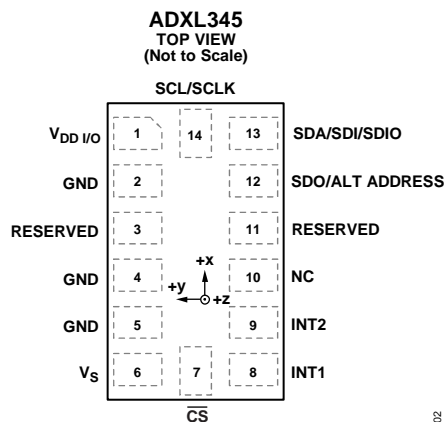 ADXL345
TOP VIEW
(Not to Scale)
SCL/SCLK
VDD I/O 1 14 13 SDA/SDI/SDIO
GND 2 12 SDO/ALT ADDRESS
RESERVED 3 11 RESERVED
+x
GND 4 +y +z 10 NC
GND 5 9 INT2
VS 6 7 8 INT1
CS
02